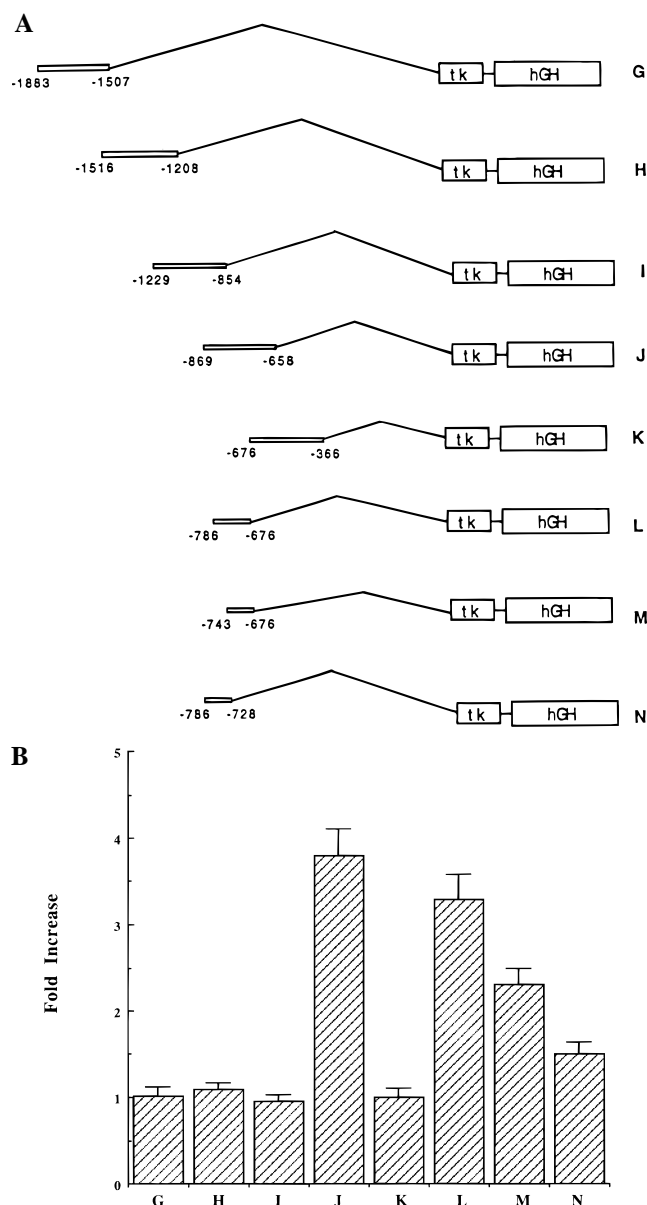 A
tk hGH G
-1883 -1507
tk hGH H
-1516 -1208
tk hGH I
-1229 -854
tk hGH J
-869 -658
tk hGH K
-676 -366
tk hGH L
-786 -676
tk hGH M
-743 -676
tk hGH N
-786 -728
B
5
4
3
2
1
0
Fold Increase
G H I J K L M N